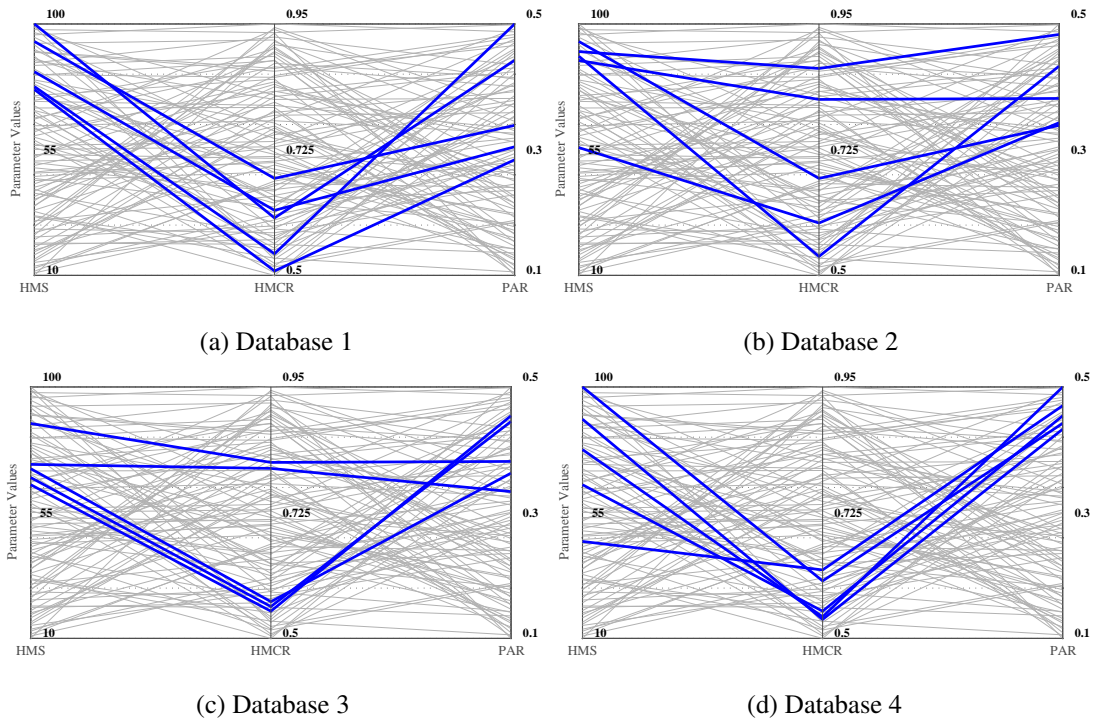 100 0.95 0.5
Parameter Values
55 0.725 0.3
10 0.5 0.1
HMS HMCR PAR
(a) Database 1
100 0.95 0.5
Parameter Values
55 0.725 0.3
10 0.5 0.1
HMS HMCR PAR
(b) Database 2
100 0.95 0.5
Parameter Values
55 0.725 0.3
10 0.5 0.1
HMS HMCR PAR
(c) Database 3
100 0.95 0.5
Parameter Values
55 0.725 0.3
10 0.5 0.1
HMS HMCR PAR
(d) Database 4